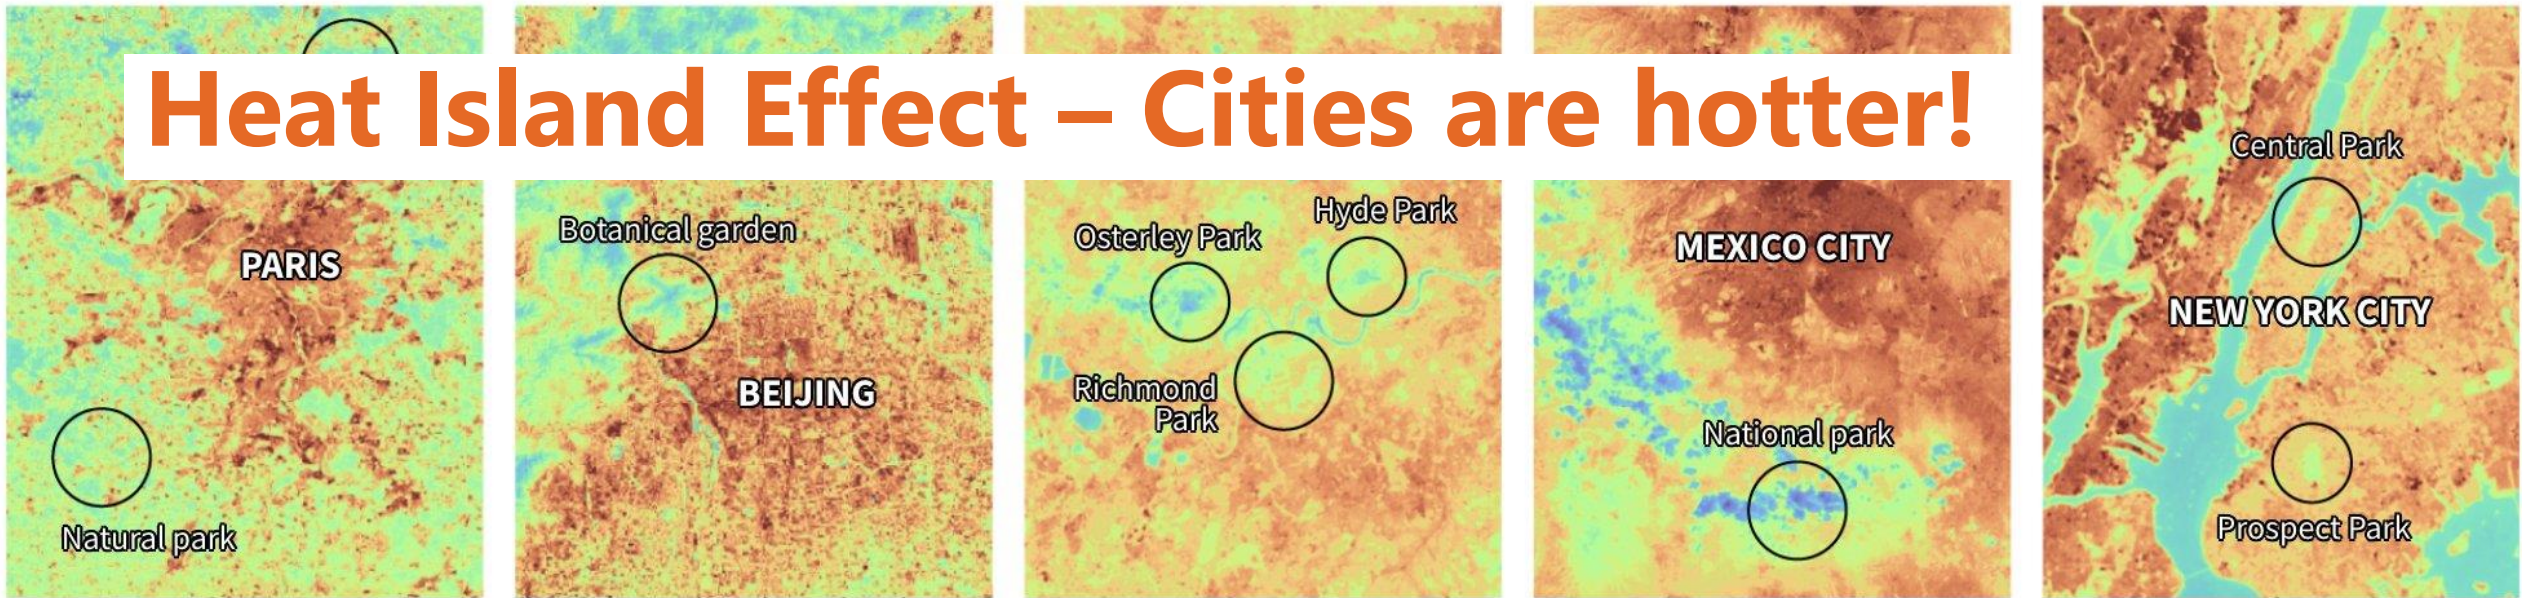 Heat Island Effect – Cities are hotter!
PARIS
Natural park
Botanical garden
BEIJING
Hyde Park
Osterley Park
Richmond
Park
MEXICO CITY
National park
Central Park
NEW YORK CITY
Prospect Park